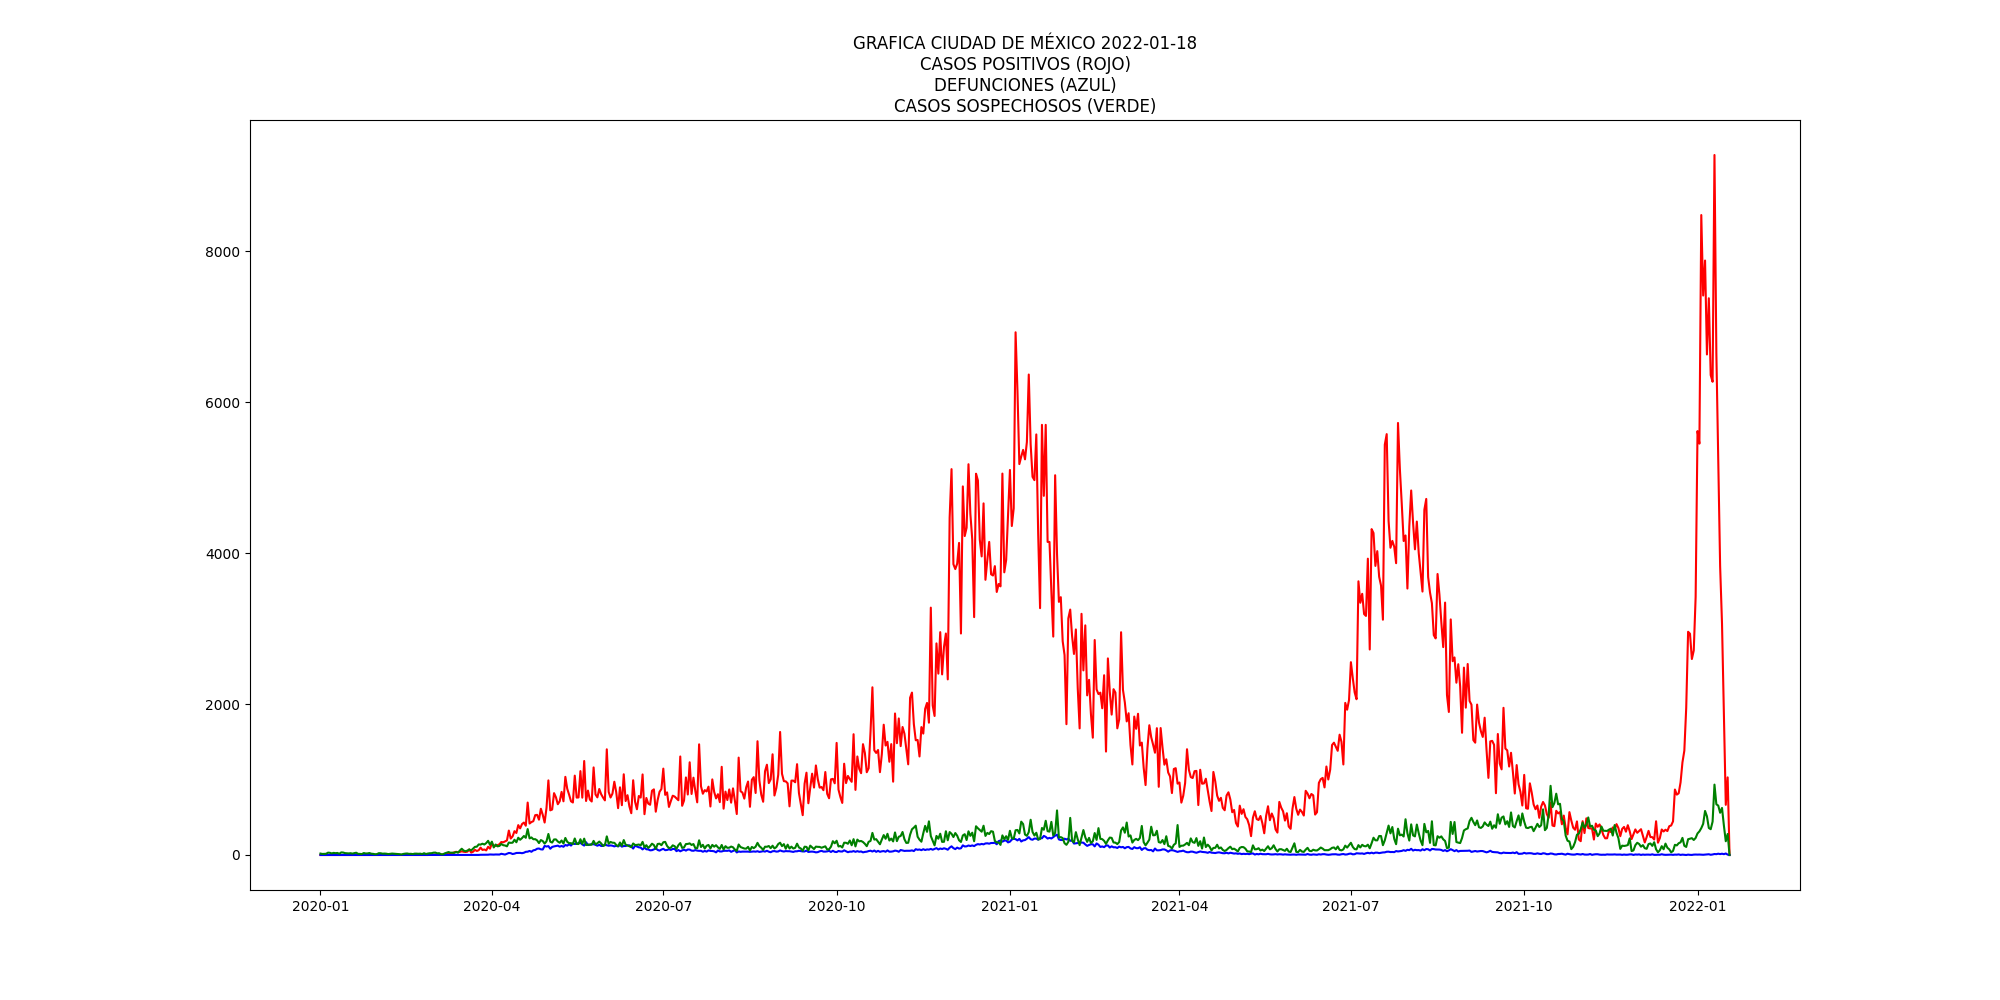 GRAFICA CIUDAD DE MÉXICO 2022-01-18
CASOS POSITIVOS (ROJO)
DEFUNCIONES (AZUL)
CASOS SOSPECHOSOS (VERDE)
8000
6000
4000
2000
0
2020-01 2020-04 2020-07 2020-10 2021-01 2021-04 2021-07 2021-10 2022-01